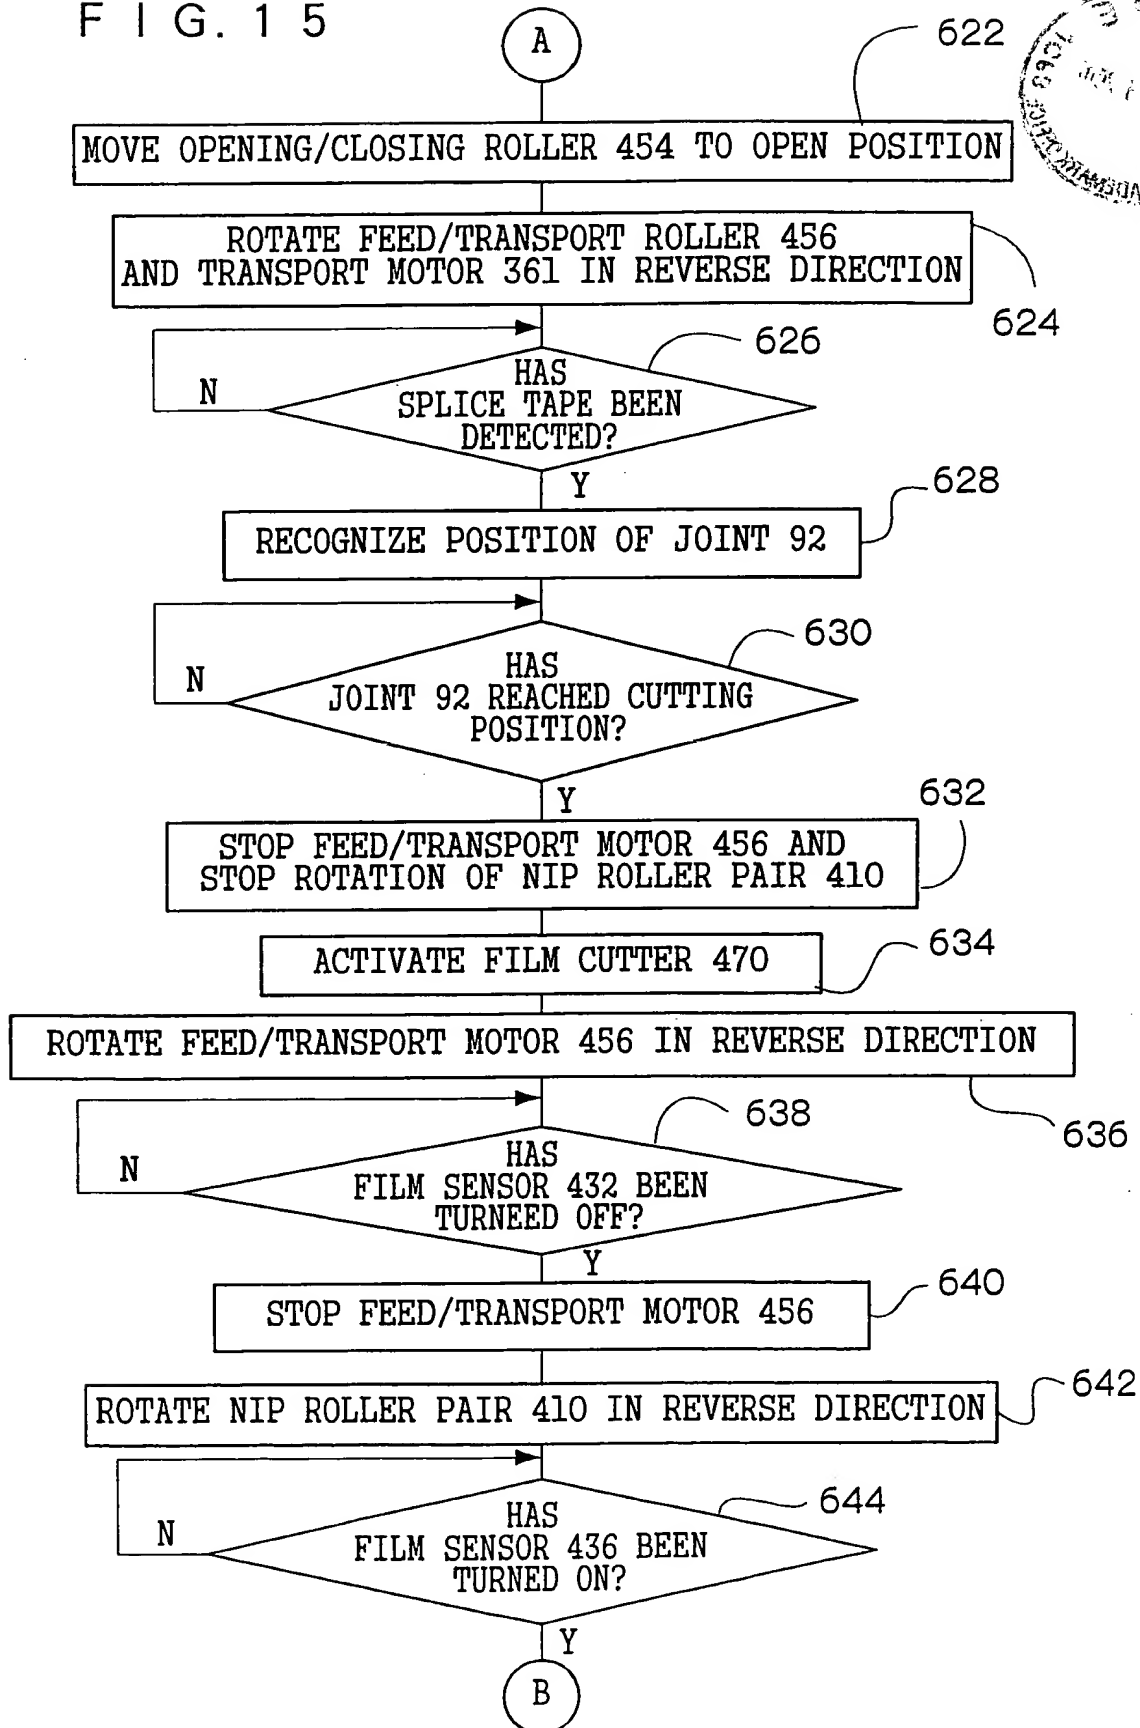 FIG. 15
A
622
MOVE OPENING/CLOSING ROLLER 454 TO OPEN POSITION
ROTATE FEED/TRANSPORT ROLLER 456
AND TRANSPORT MOTOR 361 IN REVERSE DIRECTION
624
626
HAS
SPLICE TAPE BEEN
DETECTED?
N
Y
628
RECOGNIZE POSITION OF JOINT 92
630
HAS
JOINT 92 REACHED CUTTING
POSITION?
N
Y
632
STOP FEED/TRANSPORT MOTOR 456 AND
STOP ROTATION OF NIP ROLLER PAIR 410
634
ACTIVATE FILM CUTTER 470
ROTATE FEED/TRANSPORT MOTOR 456 IN REVERSE DIRECTION
636
638
HAS
FILM SENSOR 432 BEEN
TURNEED OFF?
N
Y
640
STOP FEED/TRANSPORT MOTOR 456
642
ROTATE NIP ROLLER PAIR 410 IN REVERSE DIRECTION
644
HAS
FILM SENSOR 436 BEEN
TURNED ON?
N
Y
B